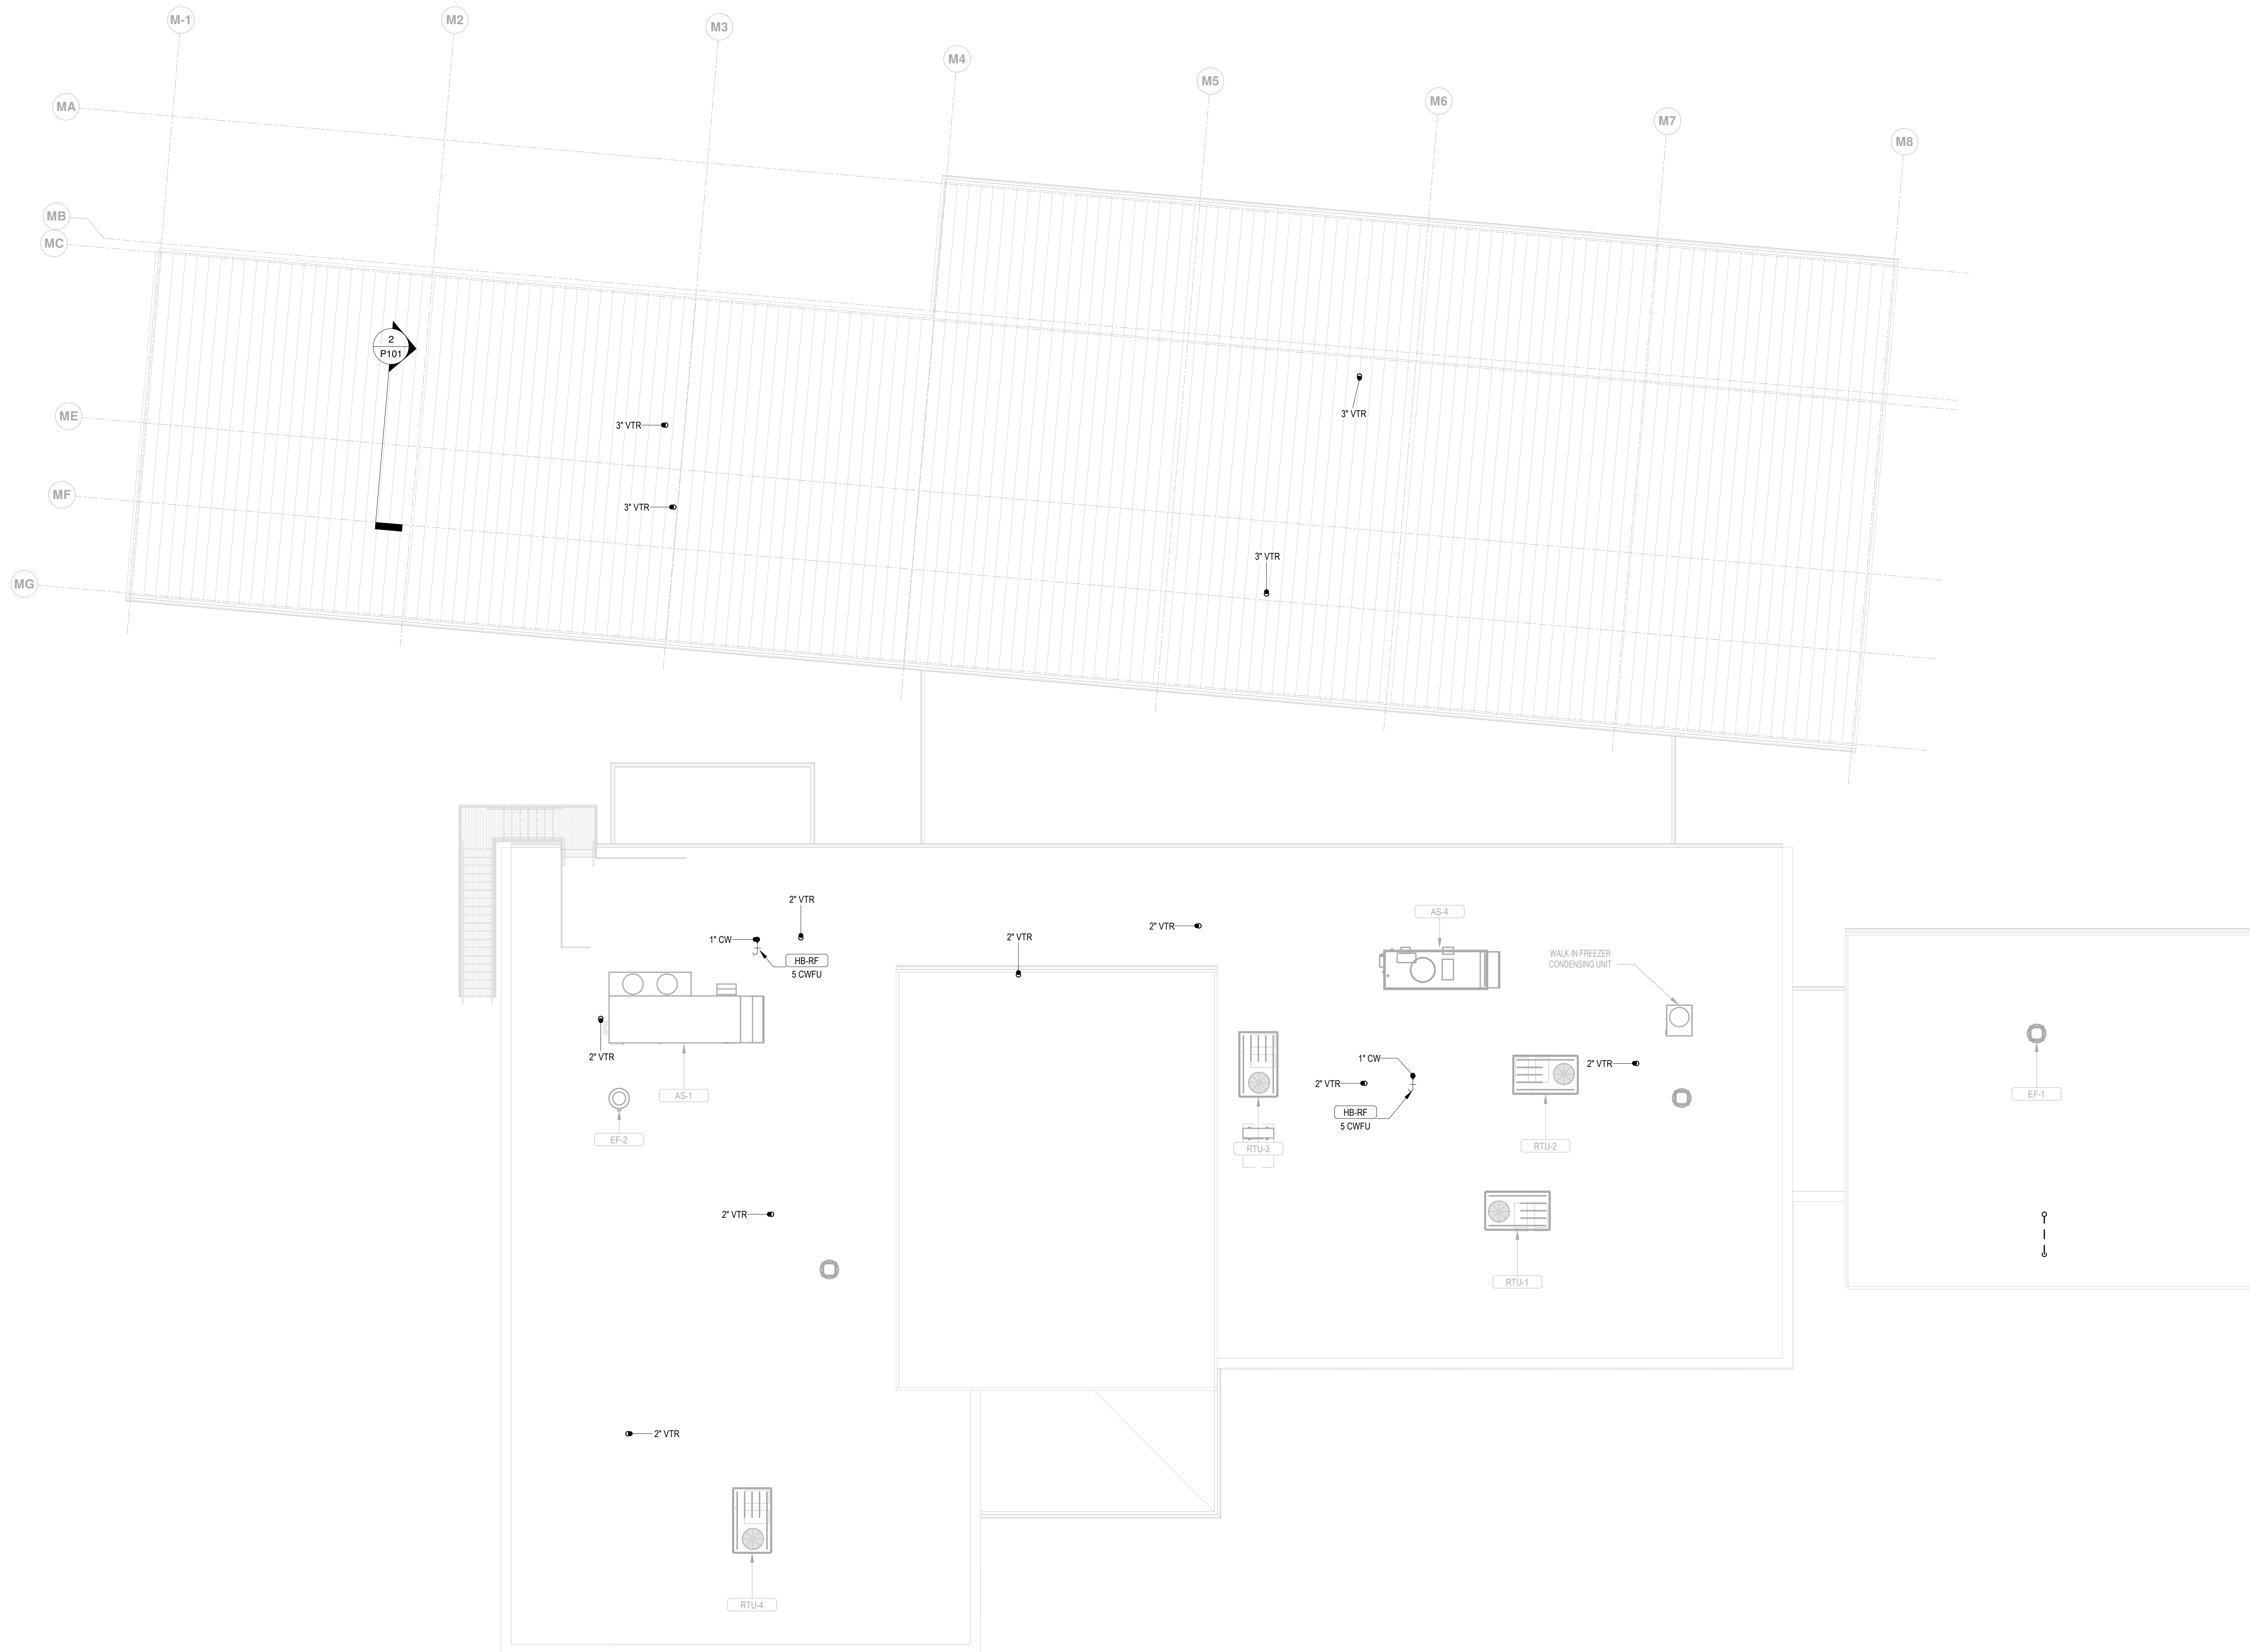 M-1
M2
M3
M4
M5
M6
M7
M8
MA
MB
MC
ME
MF
MG
2
P101
3" VTR
3" VTR
3" VTR
3" VTR
2" VTR
1" CW
HB-RF
5 CWFU
2" VTR
2" VTR
AS-4
WALK-IN FREEZER
CONDENSING UNIT
2" VTR
AS-1
EF-2
1" CW
2" VTR
HB-RF
5 CWFU
RTU-3
2" VTR
RTU-2
EF-1
2" VTR
RTU-1
2" VTR
RTU-4